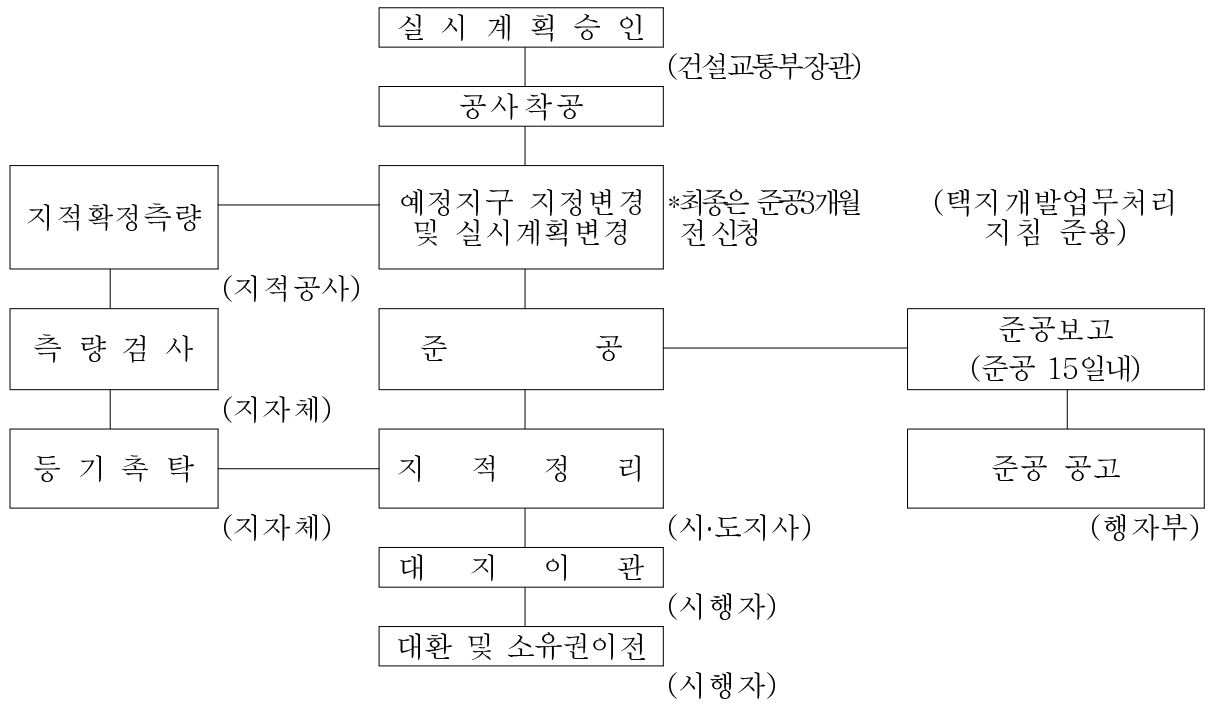 실 시 계 획 승 인
(건설교통부장관)
공사착공
지적확정측량
(지적공사)
예정지구 지정변경
및 실시계획변경
*최종은 준공3개월
전신청
(택지개발업무처리
지침 준용)
측 량 검 사
(지자체)
준 공
준공보고
(준공 15일내)
등 기 촉 탁
(지자체)
지 적 정 리
(시·도지사)
준공 공고
(행자부)
대 지 이 관
(시행자)
대환 및 소유권이전
(시행자)